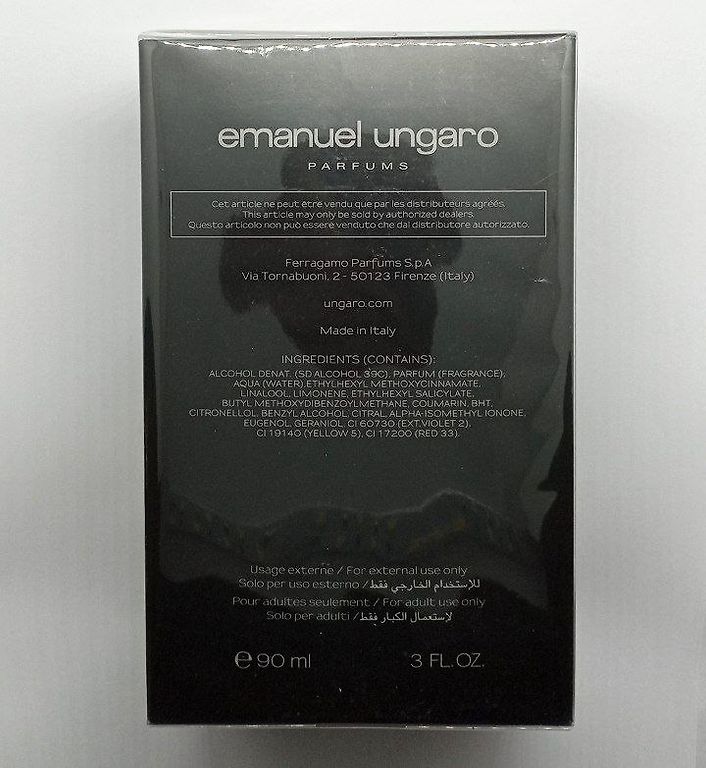 emanuel ungaro
PARFUMS
Cet article ne peut être vendu que par les distributeurs agréés.
This article may only be sold by authorized dealers.
Questo articolo non può essere venduto che dal distributore autorizzato.
Ferragamo Parfums S.p.A
Via Tornabuoni, 2 - 50123 Firenze (Italy)
ungaro.com
Made in Italy
INGREDIENTS (CONTAINS):
ALCOHOL DENAT. (SD ALCOHOL 39C), PARFUM (FRAGRANCE),
AQUA (WATER), ETHYLHEXYL METHOXYCINNAMATE,
LINALOOL, LIMONENE, ETHYLHEXYL SALICYLATE,
BUTYL METHOXYDIBENZOYLMETHANE, COUMARIN, BHT,
CITRONELLOL, BENZYL ALCOHOL, CITRAL, ALPHA-ISOMETHYL IONONE,
EUGENOL, GERANIOL, CI 60730 (EXT.VIOLET 2),
CI 19140 (YELLOW 5), CI 17200 (RED 33).
Usage externe / For external use only
Solo per uso esterno / للإستخدام الخارجي فقط
Pour adultes seulement / For adult use only
Solo per adulti / لإستعمال الكبار فقط
℮ 90 ml 3 FL.OZ.